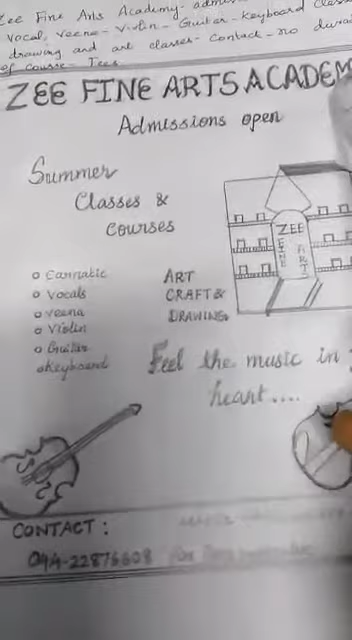 Zee Fine Arts Academy- 
vocal, veena- violin- Guitar- Keyboard
drawing and art classes- Contact- no
of course- Fees
ZEE FINE ARTS ACADEM
Admissions open
Summer
Classes &
Courses
ZEE
FINE ARTS
o Carnatic
o Vocals
o veena
o violin
o Guitar
o keyboard
ART
CRAFT &
DRAWING.
Feel the music in
heart....
CONTACT :
044-22876608